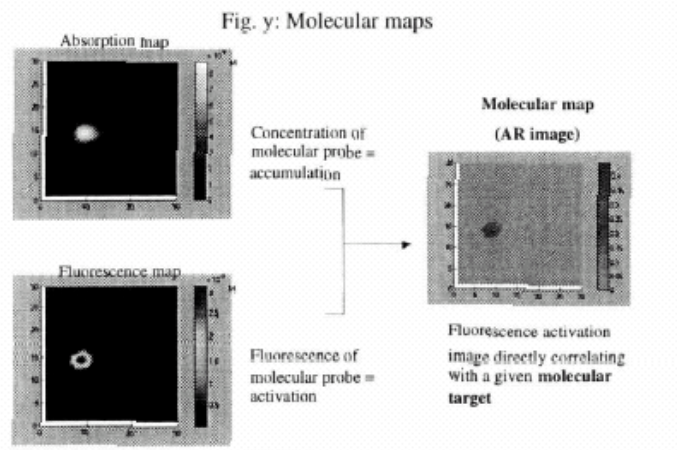 Fig. y: Molecular maps
Absorption map
Concentration of
molecular probe =
accumulation
Molecular map
(AR image)
Fluorescence map
Fluorescence of
molecular probe =
activation
Fluorescence activation
image directly correlating
with a given molecular
target